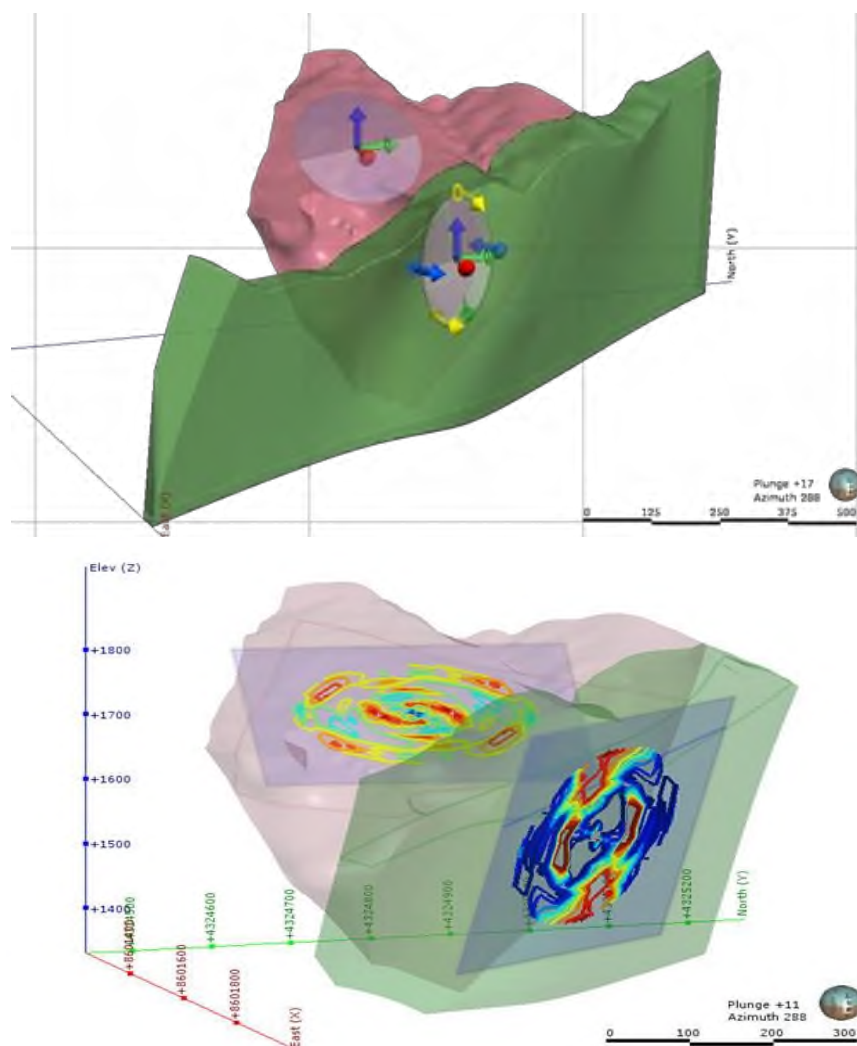 North (Y)
East (X)
Plunge +17
Azimuth 288
0 125 250 375 500
Elev (Z)
+1800
+1700
+1600
+1500
+1400
+4324600
+4324700
+4324800
+4324900
+4325200
North (Y)
+8601600
+8601800
East (X)
Plunge +11
Azimuth 288
0 100 200 300